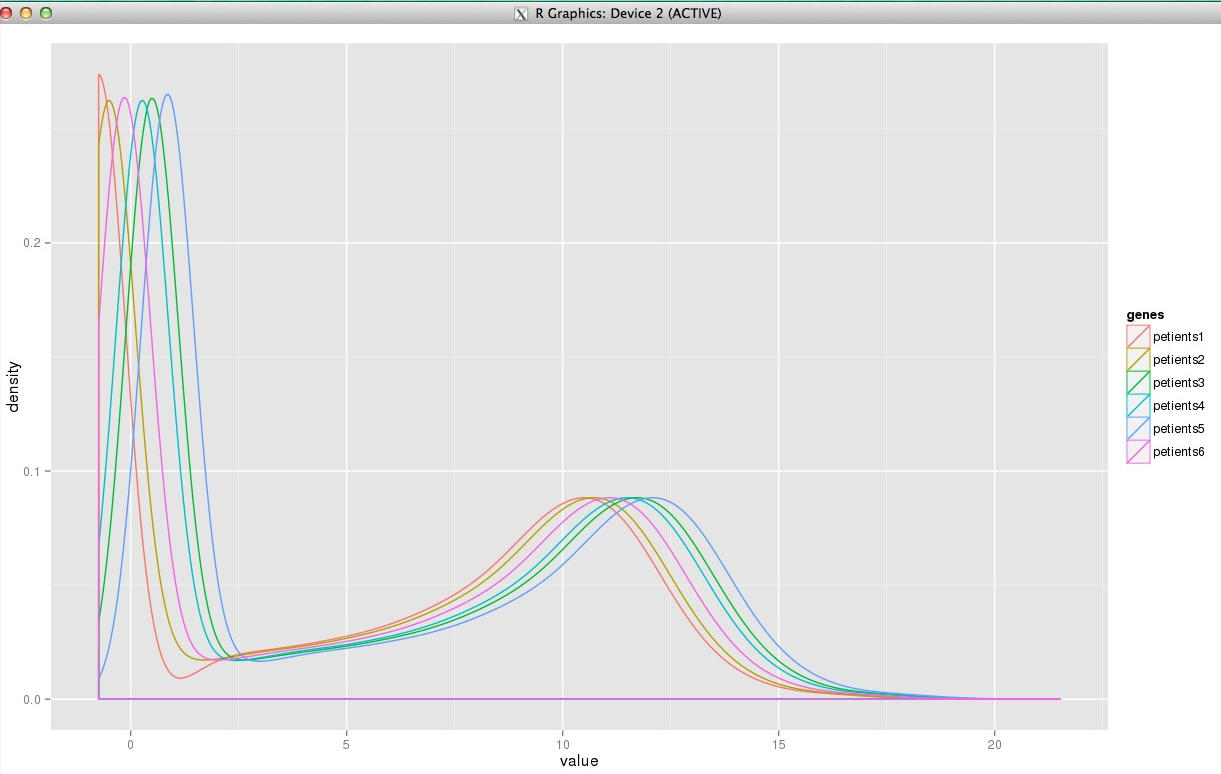 R Graphics: Device 2 (ACTIVE)
density
0.2
0.1
0.0
0
5
10
15
20
value
genes
petients1
petients2
petients3
petients4
petients5
petients6